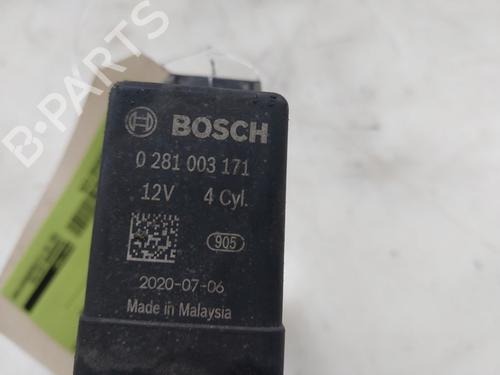 B-PARTS
BOSCH
0 281 003 171
12V 4 Cyl.
905
2020-07-06
Made in Malaysia